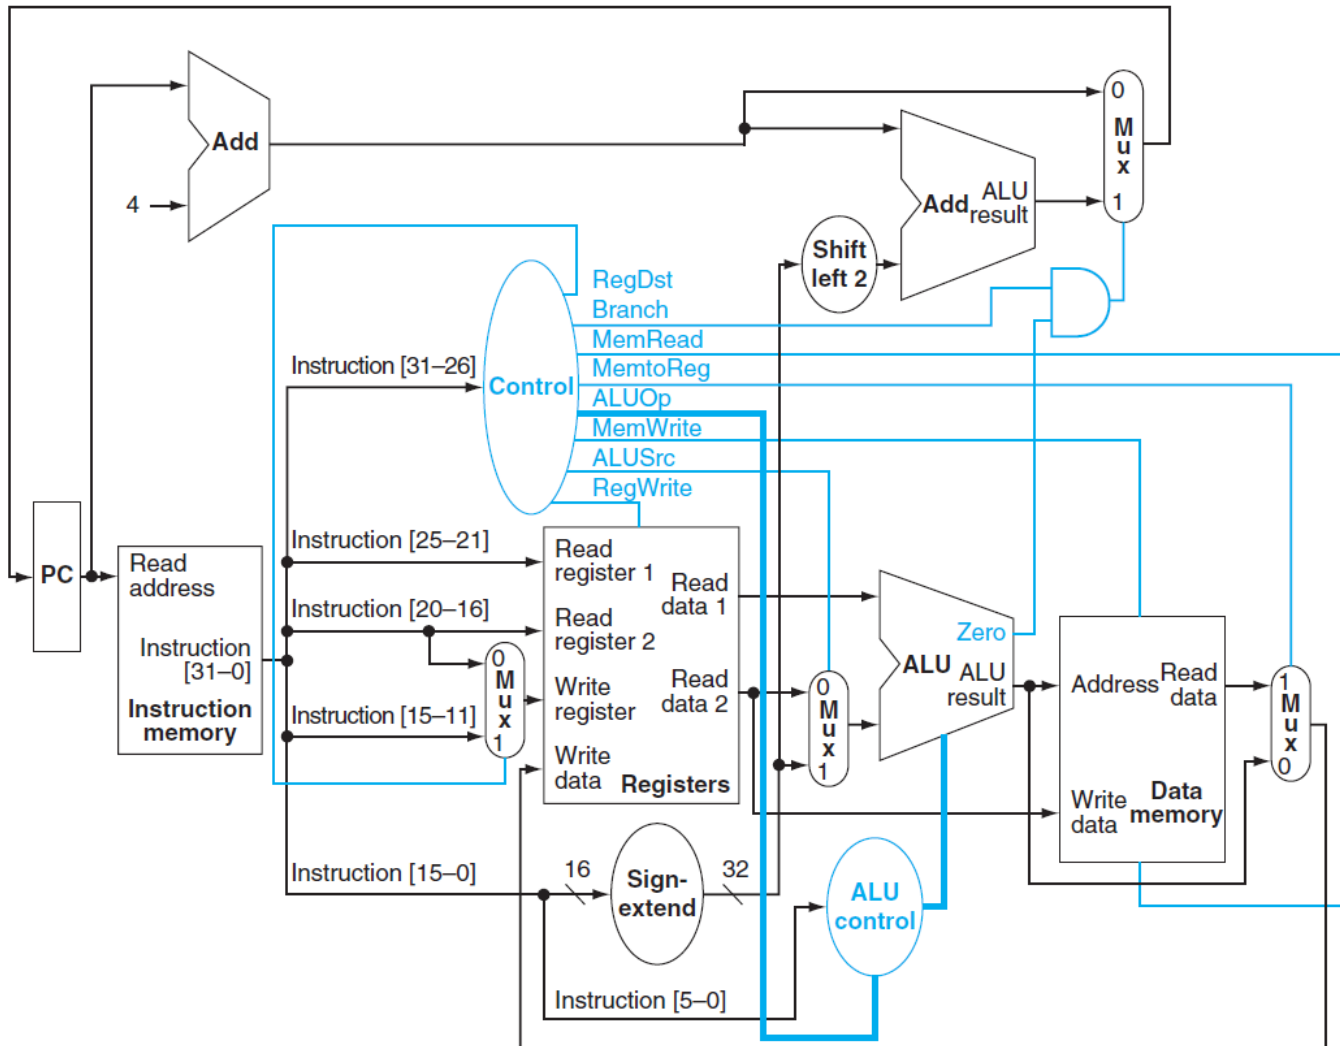 0
M
u
x
1
Add
4
Add
ALU
result
Shift
left 2
RegDst
Branch
MemRead
MemtoReg
ALUOp
MemWrite
ALUSrc
RegWrite
Instruction [31–26]
Control
PC
Read
address
Instruction
[31–0]
Instruction
memory
Instruction [25–21]
Instruction [20–16]
Instruction [15–11]
0
M
u
x
1
Read
register 1
Read
register 2
Write
register
Write
data
Read
data 1
Read
data 2
Registers
0
M
u
x
1
Zero
ALU
ALU
result
Address
Read
data
Write
data
Data
memory
1
M
u
x
0
Instruction [15–0]
16
Sign-
extend
32
ALU
control
Instruction [5–0]